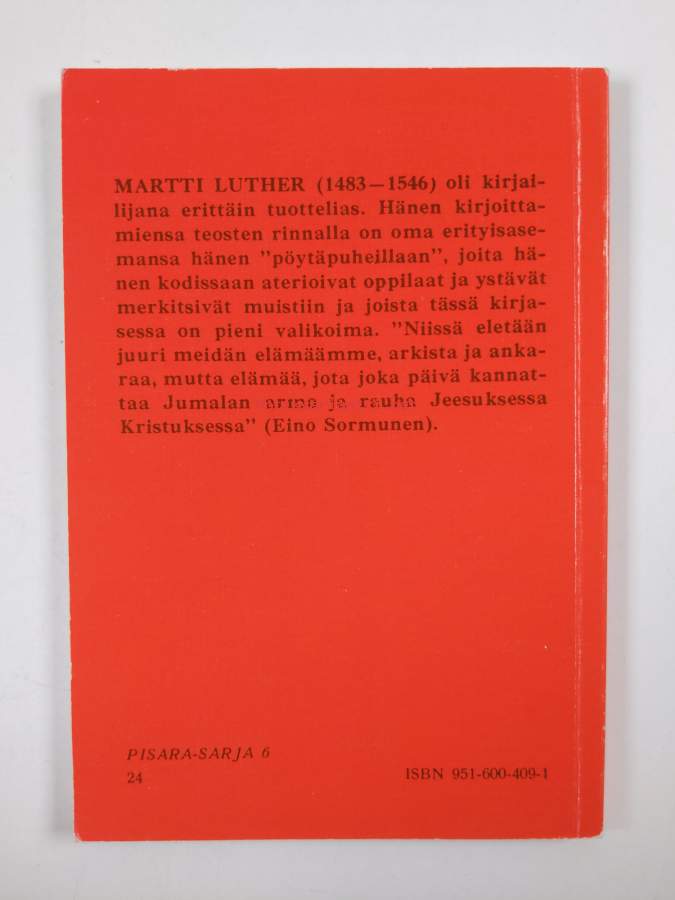 MARTTI LUTHER (1483—1546) oli kirjai-
lijana erittäin tuottelias. Hänen kirjoitta-
miensa teosten rinnalla on oma erityisase-
mansa hänen "pöytäpuheillaan", joita hä-
nen kodissaan aterioivat oppilaat ja ystävät
merkitsivät muistiin ja joista tässä kirja-
sessa on pieni valikoima. "Niissä eletään
juuri meidän elämäämme, arkista ja anka-
raa, mutta elämää, jota joka päivä kannat-
taa Jumalan armo ja rauha Jeesuksessa
Kristuksessa" (Eino Sormunen).
PISARA-SARJA 6
24
ISBN 951-600-409-1